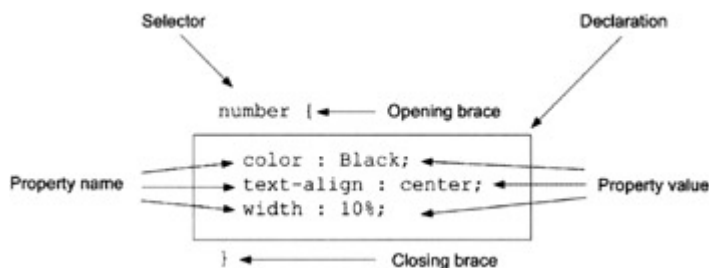 Selector Declaration
number { Opening brace
color : Black;
Property name text-align : center; Property value
width : 10%;
} Closing brace